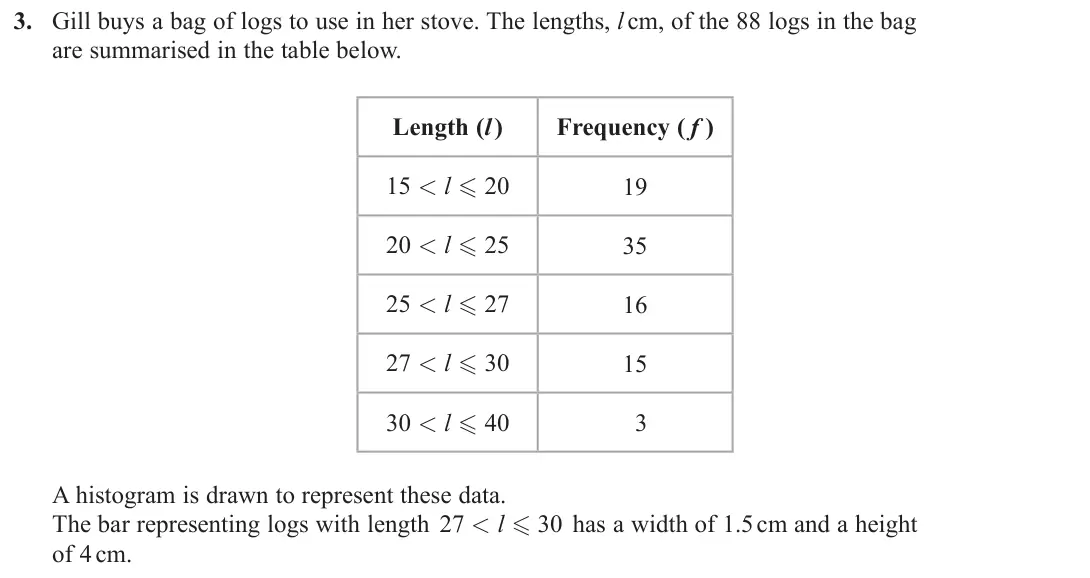 3. Gill buys a bag of logs to use in her stove. The lengths, l cm, of the 88 logs in the bag
are summarised in the table below.
Length (l) Frequency (f)
15 < l ⩽ 20 19
20 < l ⩽ 25 35
25 < l ⩽ 27 16
27 < l ⩽ 30 15
30 < l ⩽ 40 3
A histogram is drawn to represent these data.
The bar representing logs with length 27 < l ⩽ 30 has a width of 1.5 cm and a height
of 4 cm.